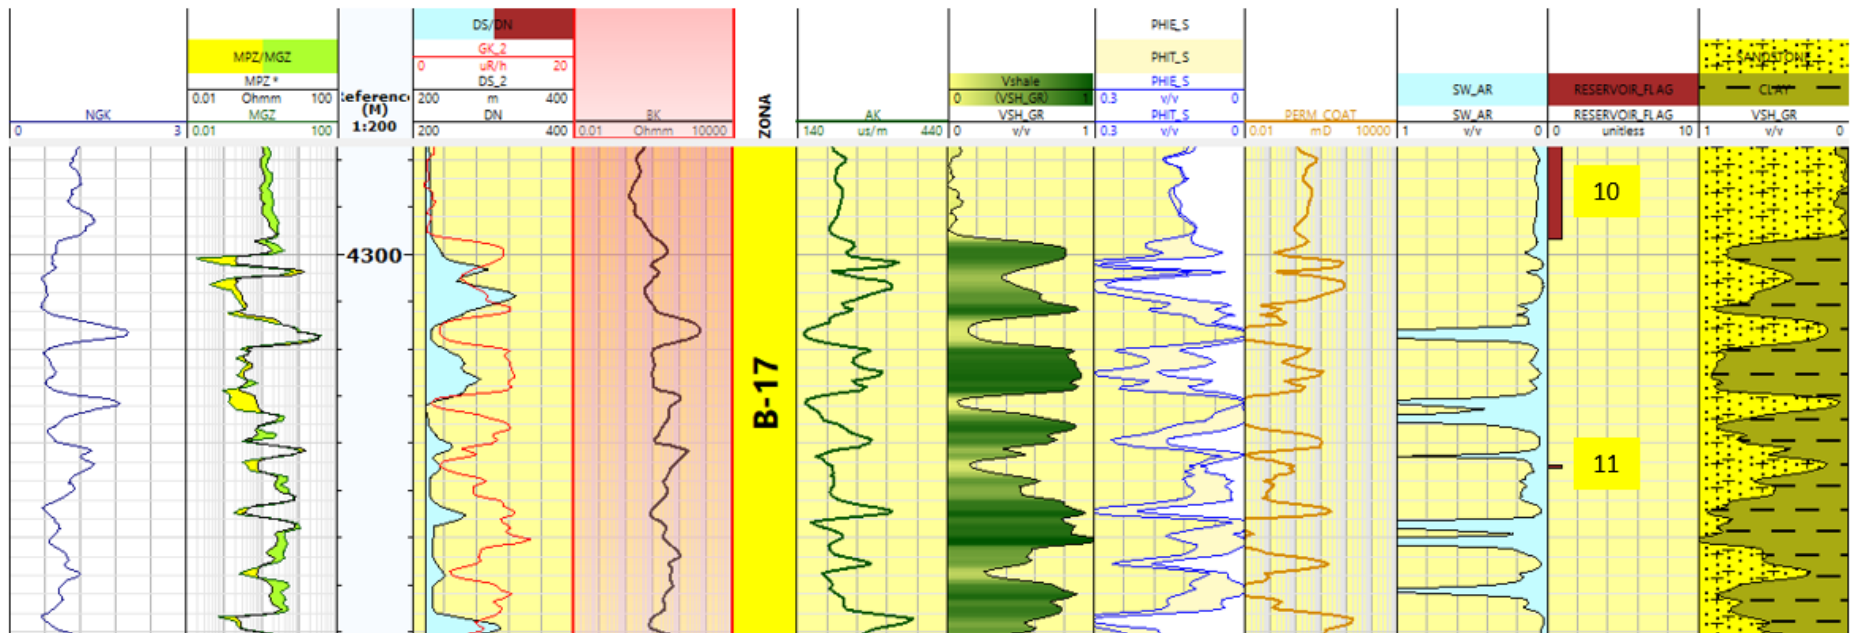 DS/DN
PHIE_S
MPZ/MGZ
GK_2
0 uR/h 20
PHIT_S
SANDSTONE
MPZ *
0.01 Ohmm 100
DS_2
200 m 400
Vshale
0 (VSH_GR) 1
PHIE_S
0.3 v/v 0
SW_AR
RESERVOIR_FLAG
CLAY
NGK
0 3
MGZ
0.01 100
(M)
1:200
DN
200 400
BK
0.01 Ohmm 10000
ZONA
AK
140 us/m 440
VSH_GR
0 v/v 1
PHIT_S
0.3 v/v 0
PERM_COAT
0.01 mD 10000
SW_AR
1 v/v 0
RESERVOIR_FLAG
0 unitless 10
VSH_GR
1 v/v 0
10
4300
B-17
11